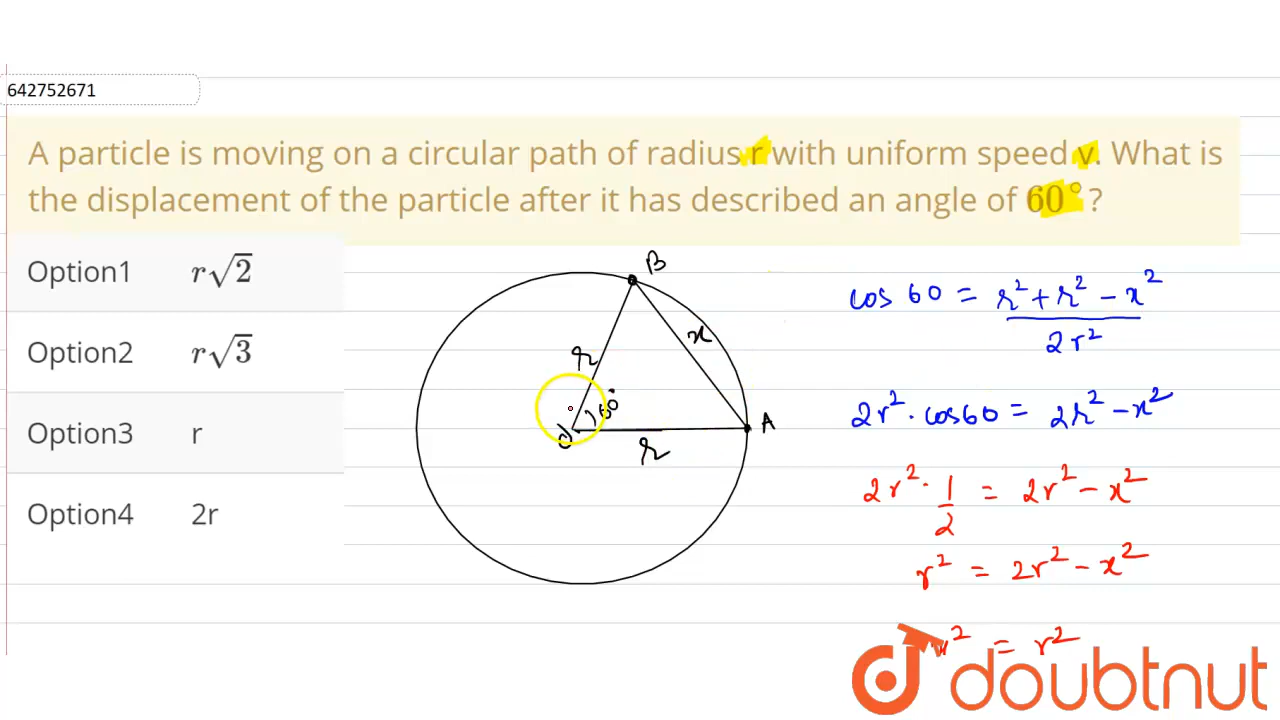 642752671
A particle is moving on a circular path of radius r with uniform speed v. What is
the displacement of the particle after it has described an angle of 60°?
Option1 r√2
Option2 r√3
Option3 r
Option4 2r
B
r
x
60°
O
r
A
cos 60 = r² + r² - x² / 2r²
2r² · cos60 = 2r² - x²
2r² · 1/2 = 2r² - x²
r² = 2r² - x²
x² = r²
doubtnut